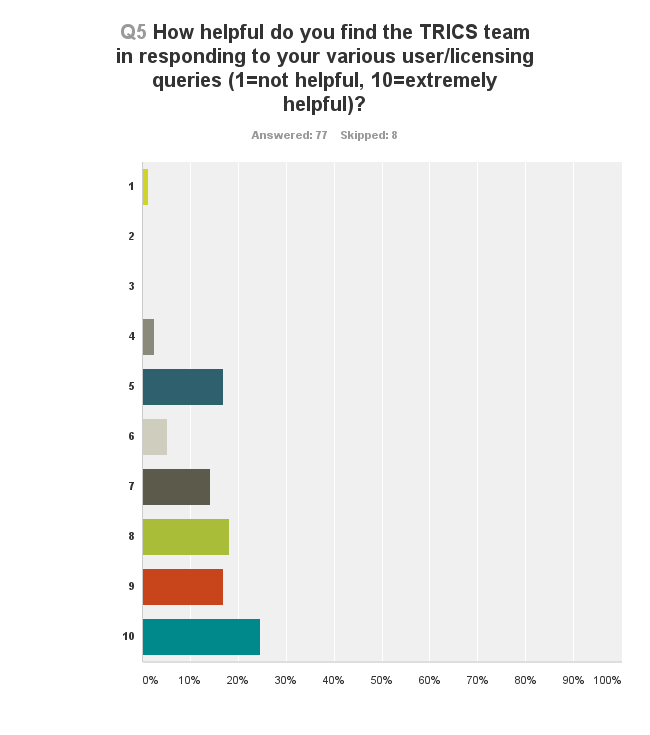 Q5 How helpful do you find the TRICS team
in responding to your various user/licensing
queries (1=not helpful, 10=extremely
helpful)?
Answered: 77 Skipped: 8
1
2
3
4
5
6
7
8
9
10
0% 10% 20% 30% 40% 50% 60% 70% 80% 90% 100%